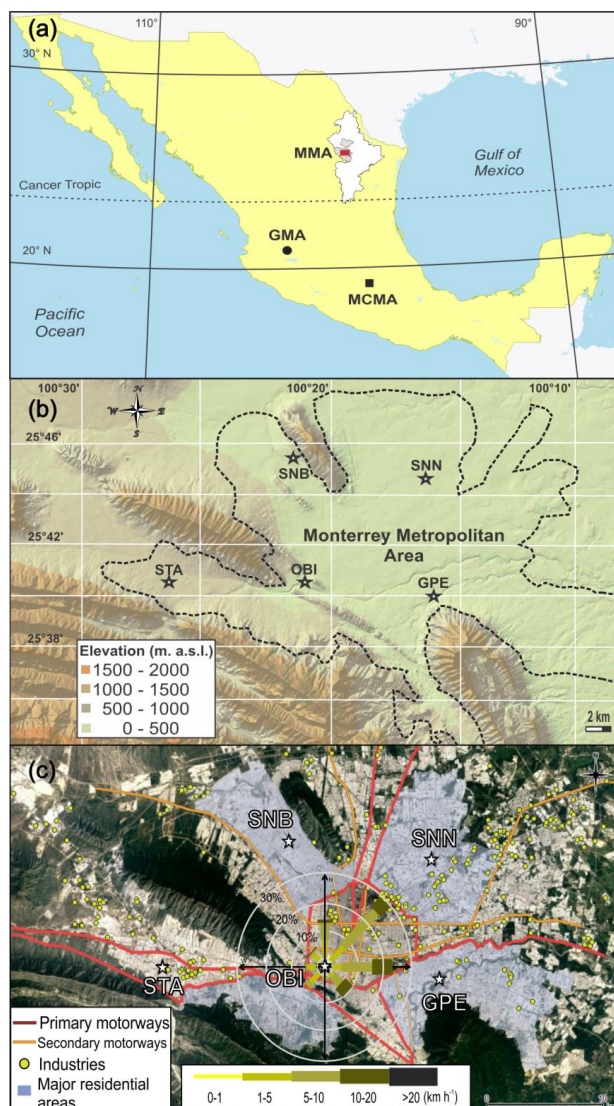 (a)
110°
90°
30° N
MMA
Gulf of
Mexico
Cancer Tropic
GMA
20° N
MCMA
Pacific
Ocean
100°30'
100°20'
100°10'
(b)
N
W
E
S
25°46'
SNB
SNN
25°42'
Monterrey Metropolitan
Area
STA
OBI
GPE
25°38'
Elevation (m. a.s.l.)
1500 - 2000
1000 - 1500
500 - 1000
0 - 500
2 km
(c)
N
SNB
SNN
30%
20%
10%
STA
OBI
GPE
Primary motorways
Secondary motorways
Industries
Major residential
areas
0-1
1-5
5-10
10-20
>20 (km h⁻¹)
0
10